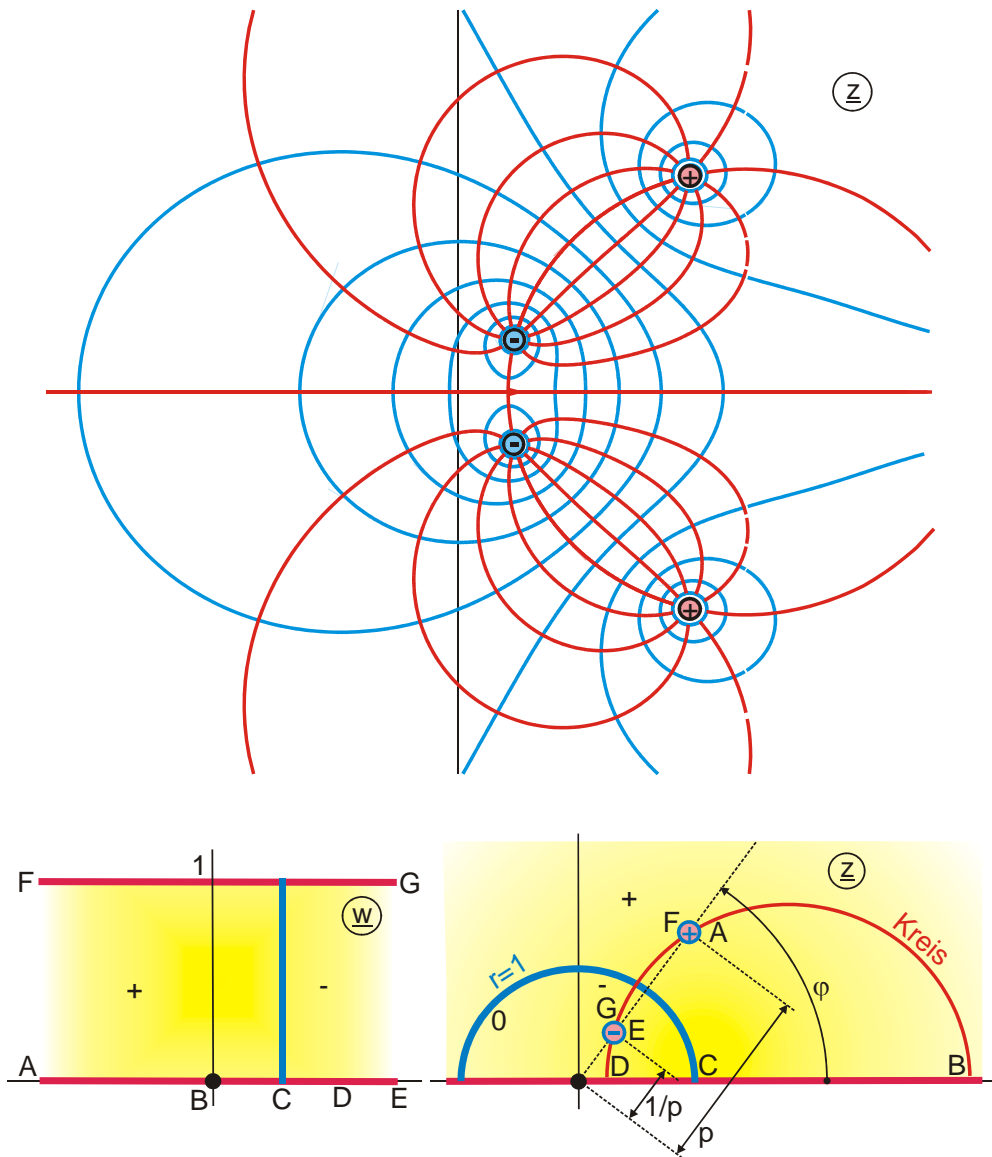 z
+
-
-
+
F
1
G
w
+
-
A
B
C
D
E
z
+
F
+
A
Kreis
r=1
-
φ
0
G
-
E
D
C
B
1/p
p